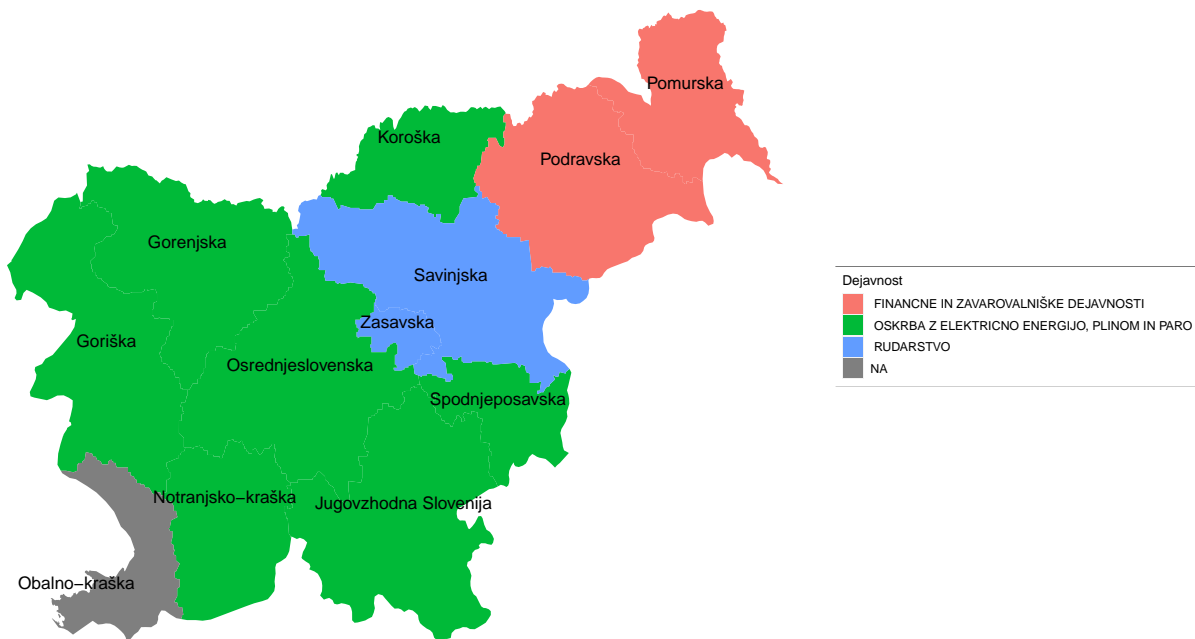 Pomurska
Koroška
Podravska
Gorenjska
Savinjska
Zasavska
Goriška
Osrednjeslovenska
Spodnjeposavska
Notranjsko−kraška
Jugovzhodna Slovenija
Obalno−kraška
Dejavnost
FINANCNE IN ZAVAROVALNIŠKE DEJAVNOSTI
OSKRBA Z ELEKTRICNO ENERGIJO, PLINOM IN PARO
RUDARSTVO
NA